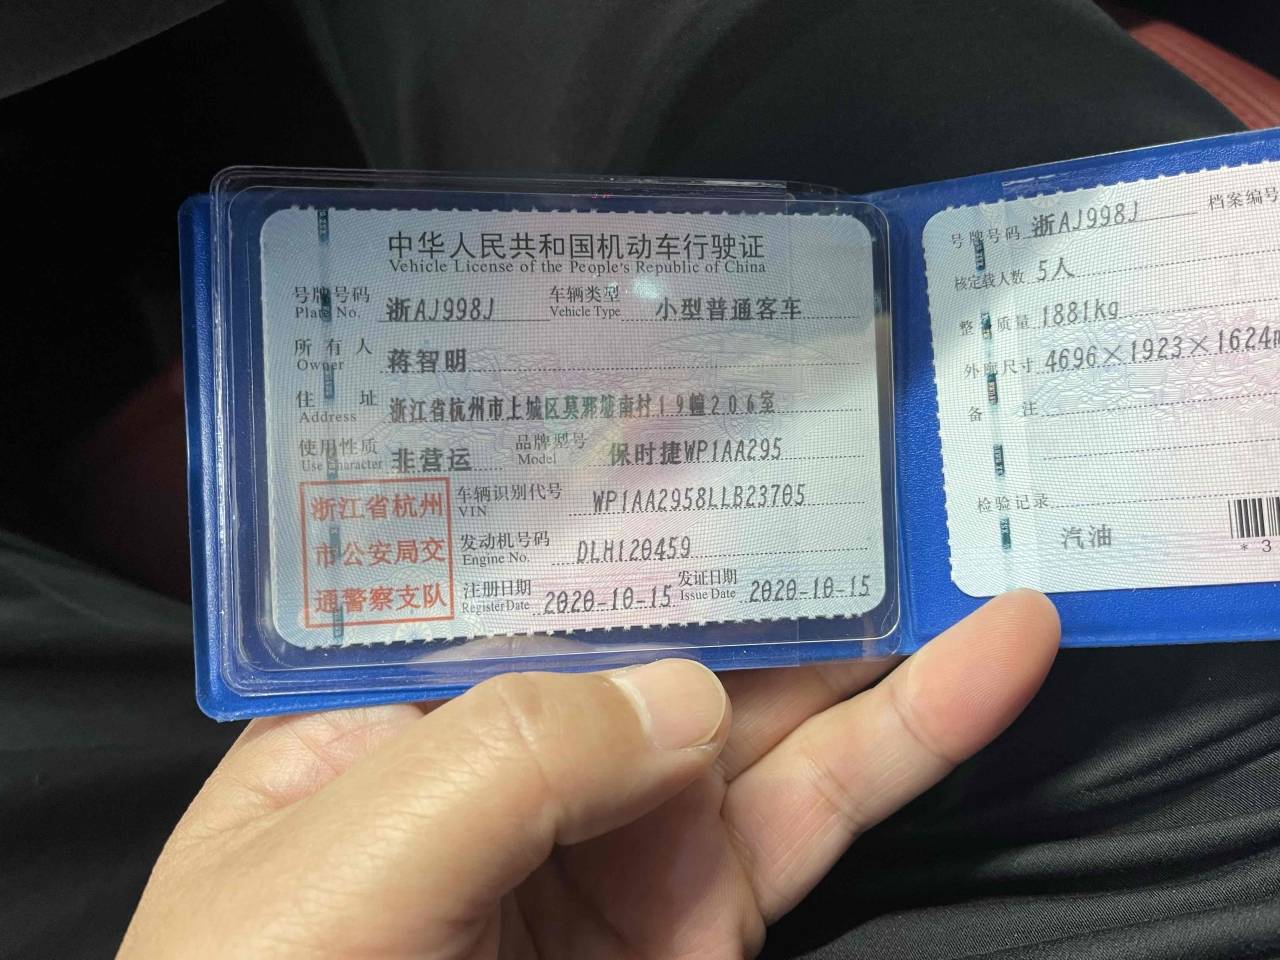 中华人民共和国机动车行驶证
Vehicle License of the People's Republic of China
号牌号码 浙AJ998J 车辆类型 小型普通客车
Plate No. Vehicle Type
所有人 蒋智明
Owner
住址 浙江省杭州市上城区莫邪塘南村19幢206室
Address
使用性质 非营运 品牌型号 保时捷WP1AA295
Use Character Model
浙江省杭州
市公安局交
通警察支队
车辆识别代号 WP1AA2958LLB23705
VIN
发动机号码 DLH120459
Engine No.
注册日期 2020-10-15 发证日期 2020-10-15
Register Date Issue Date
号牌号码 浙AJ998J 档案编号
核定载人数 5人
整备质量 1881kg
外廓尺寸 4696×1923×1624m
备注
检验记录
汽油
*3